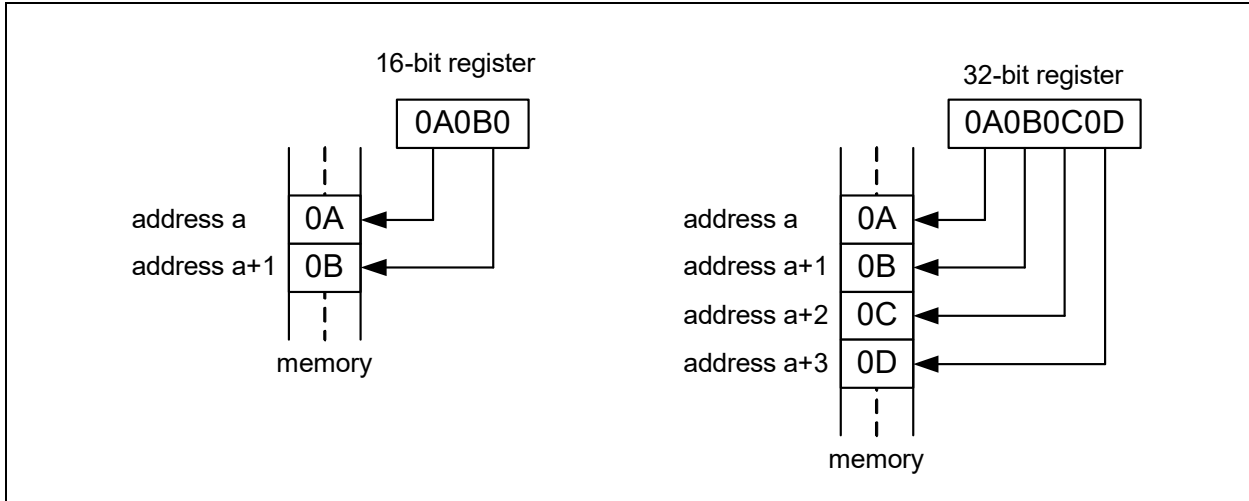 16-bit register
0A0B0
address a
0A
address a+1
0B
memory
32-bit register
0A0B0C0D
address a
0A
address a+1
0B
address a+2
0C
address a+3
0D
memory